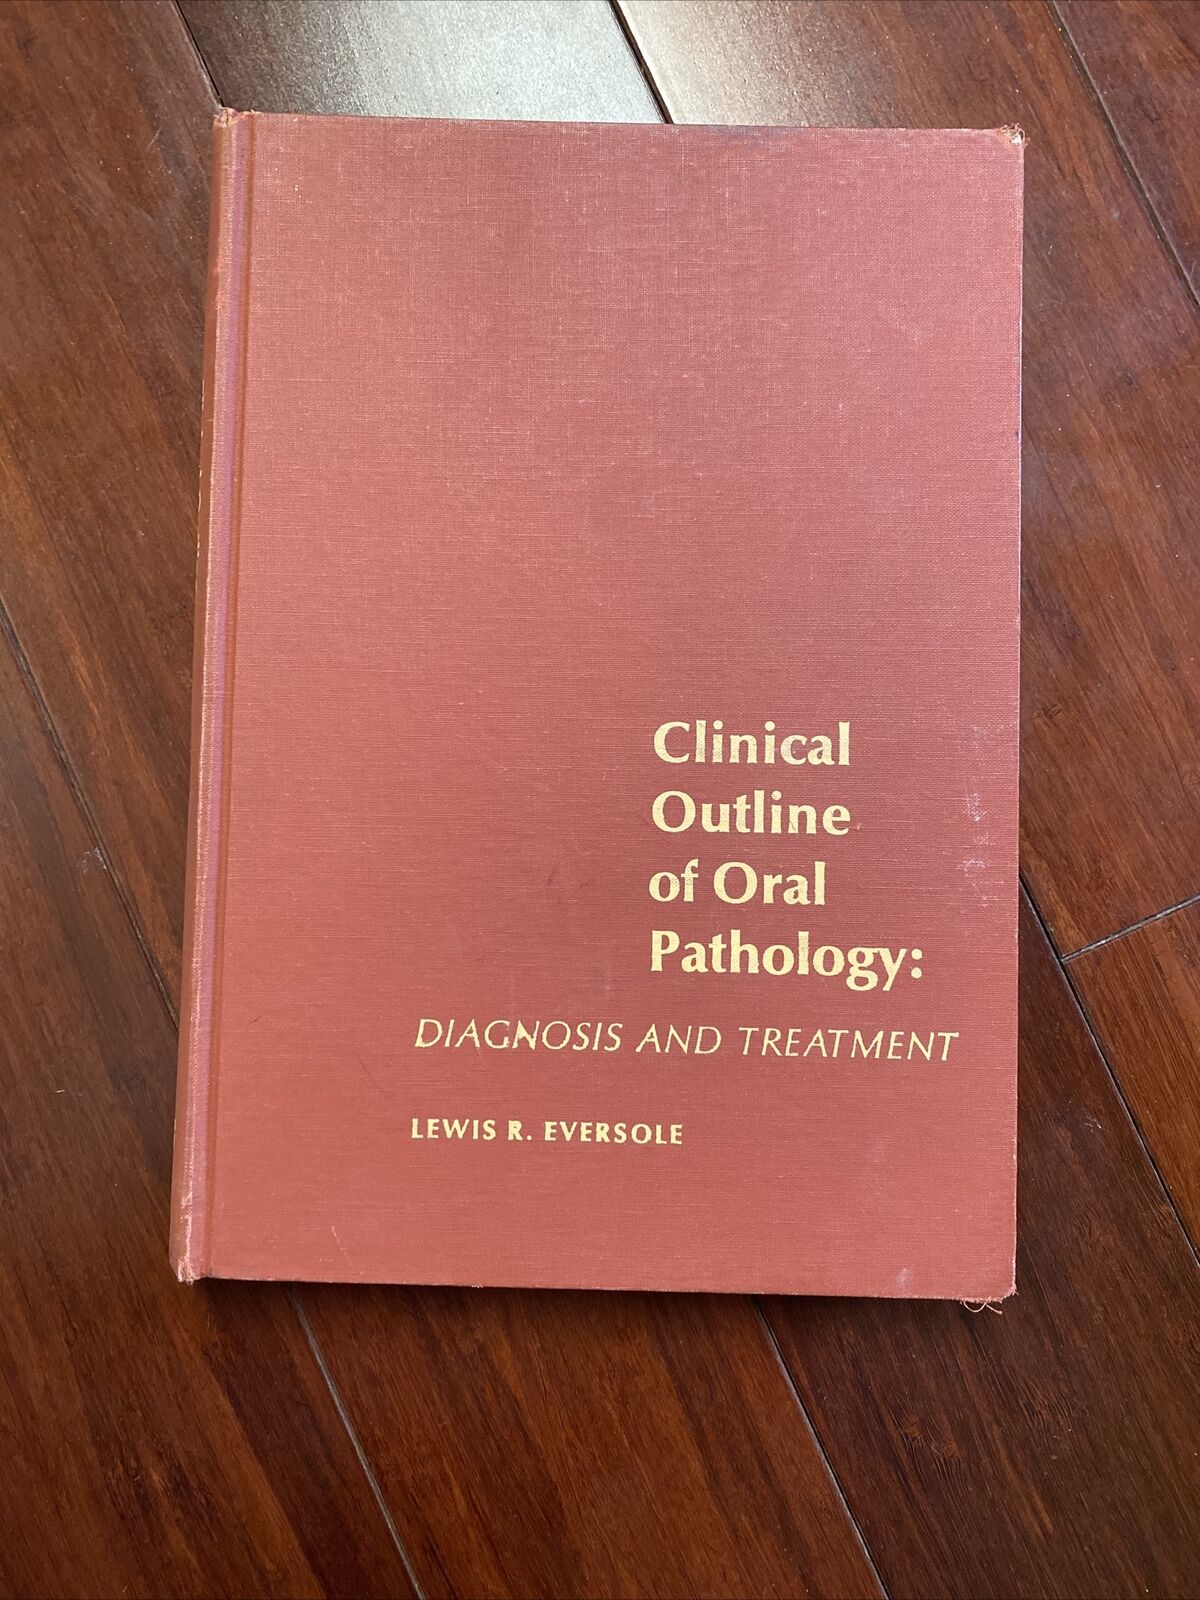 Clinical
Outline
of Oral
Pathology:
DIAGNOSIS AND TREATMENT
LEWIS R. EVERSOLE